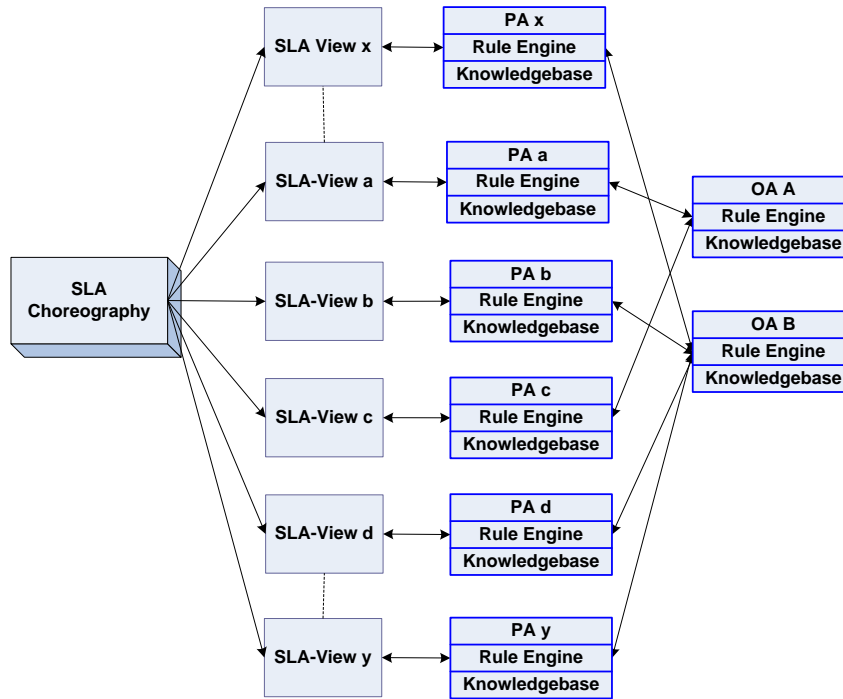 SLA View x
PA x
Rule Engine
Knowledgebase
SLA-View a
PA a
Rule Engine
Knowledgebase
OA A
Rule Engine
Knowledgebase
SLA
Choreography
SLA-View b
PA b
Rule Engine
Knowledgebase
OA B
Rule Engine
Knowledgebase
SLA-View c
PA c
Rule Engine
Knowledgebase
SLA-View d
PA d
Rule Engine
Knowledgebase
SLA-View y
PA y
Rule Engine
Knowledgebase